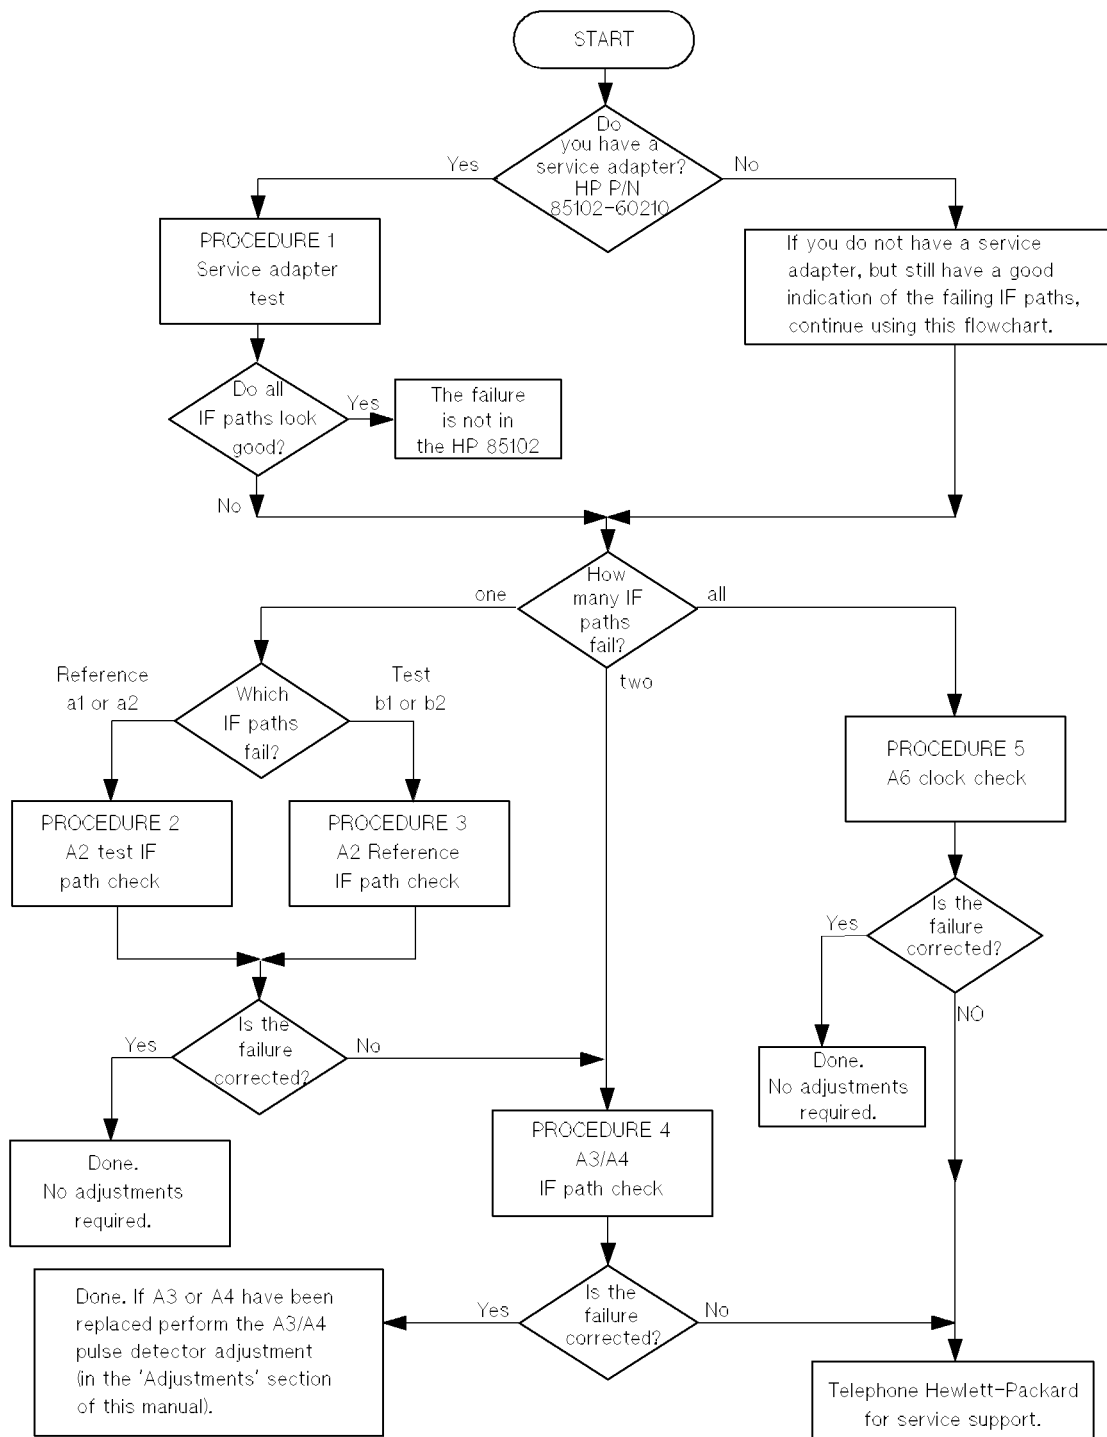 START
Do
you have a
service adapter?
HP P/N
85102-60210
Yes
No
PROCEDURE 1
Service adapter
test
If you do not have a service
adapter, but still have a good
indication of the failing IF paths,
continue using this flowchart.
Do all
IF paths look
good?
Yes
The failure
is not in
the HP 85102
No
How
many IF
paths
fail?
one
all
two
Reference
a1 or a2
Which
IF paths
fail?
Test
b1 or b2
PROCEDURE 5
A6 clock check
PROCEDURE 2
A2 test IF
path check
PROCEDURE 3
A2 Reference
IF path check
Is the
failure
corrected?
Yes
NO
Is the
failure
corrected?
Yes
No
Done.
No adjustments
required.
Done.
No adjustments
required.
PROCEDURE 4
A3/A4
IF path check
Is the
failure
corrected?
Yes
No
Done. If A3 or A4 have been
replaced perform the A3/A4
pulse detector adjustment
(in the 'Adjustments' section
of this manual).
Telephone Hewlett-Packard
for service support.